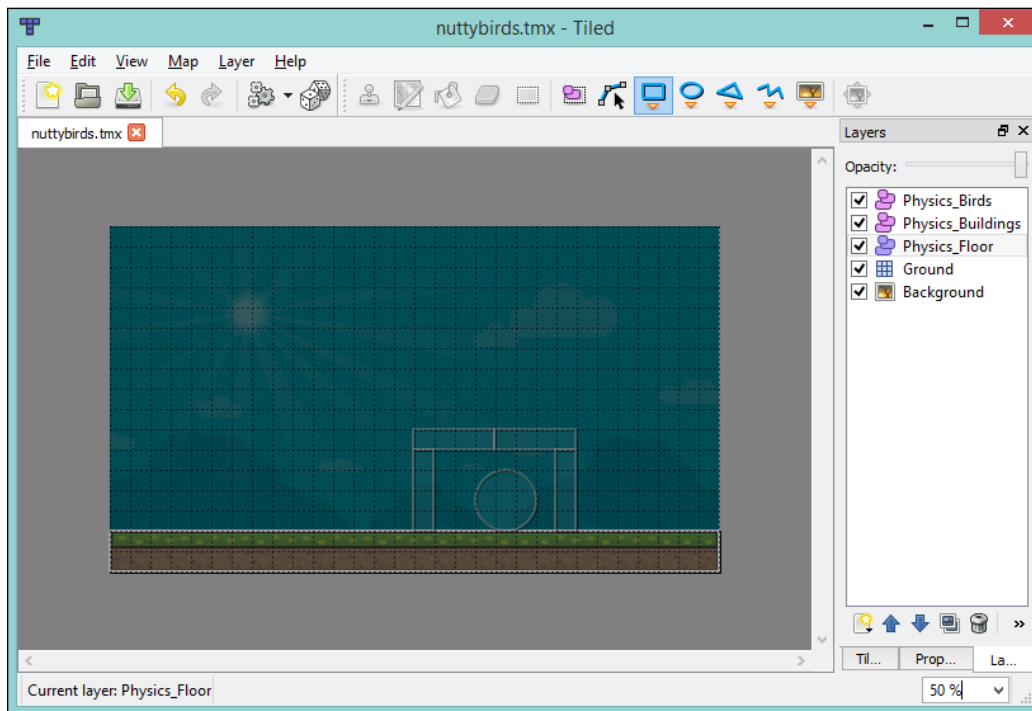 nuttybirds.tmx - Tiled
File Edit View Map Layer Help
nuttybirds.tmx
Layers
Opacity:
Physics_Birds
Physics_Buildings
Physics_Floor
Ground
Background
»
Til... Prop... La...
Current layer: Physics_Floor
50 %